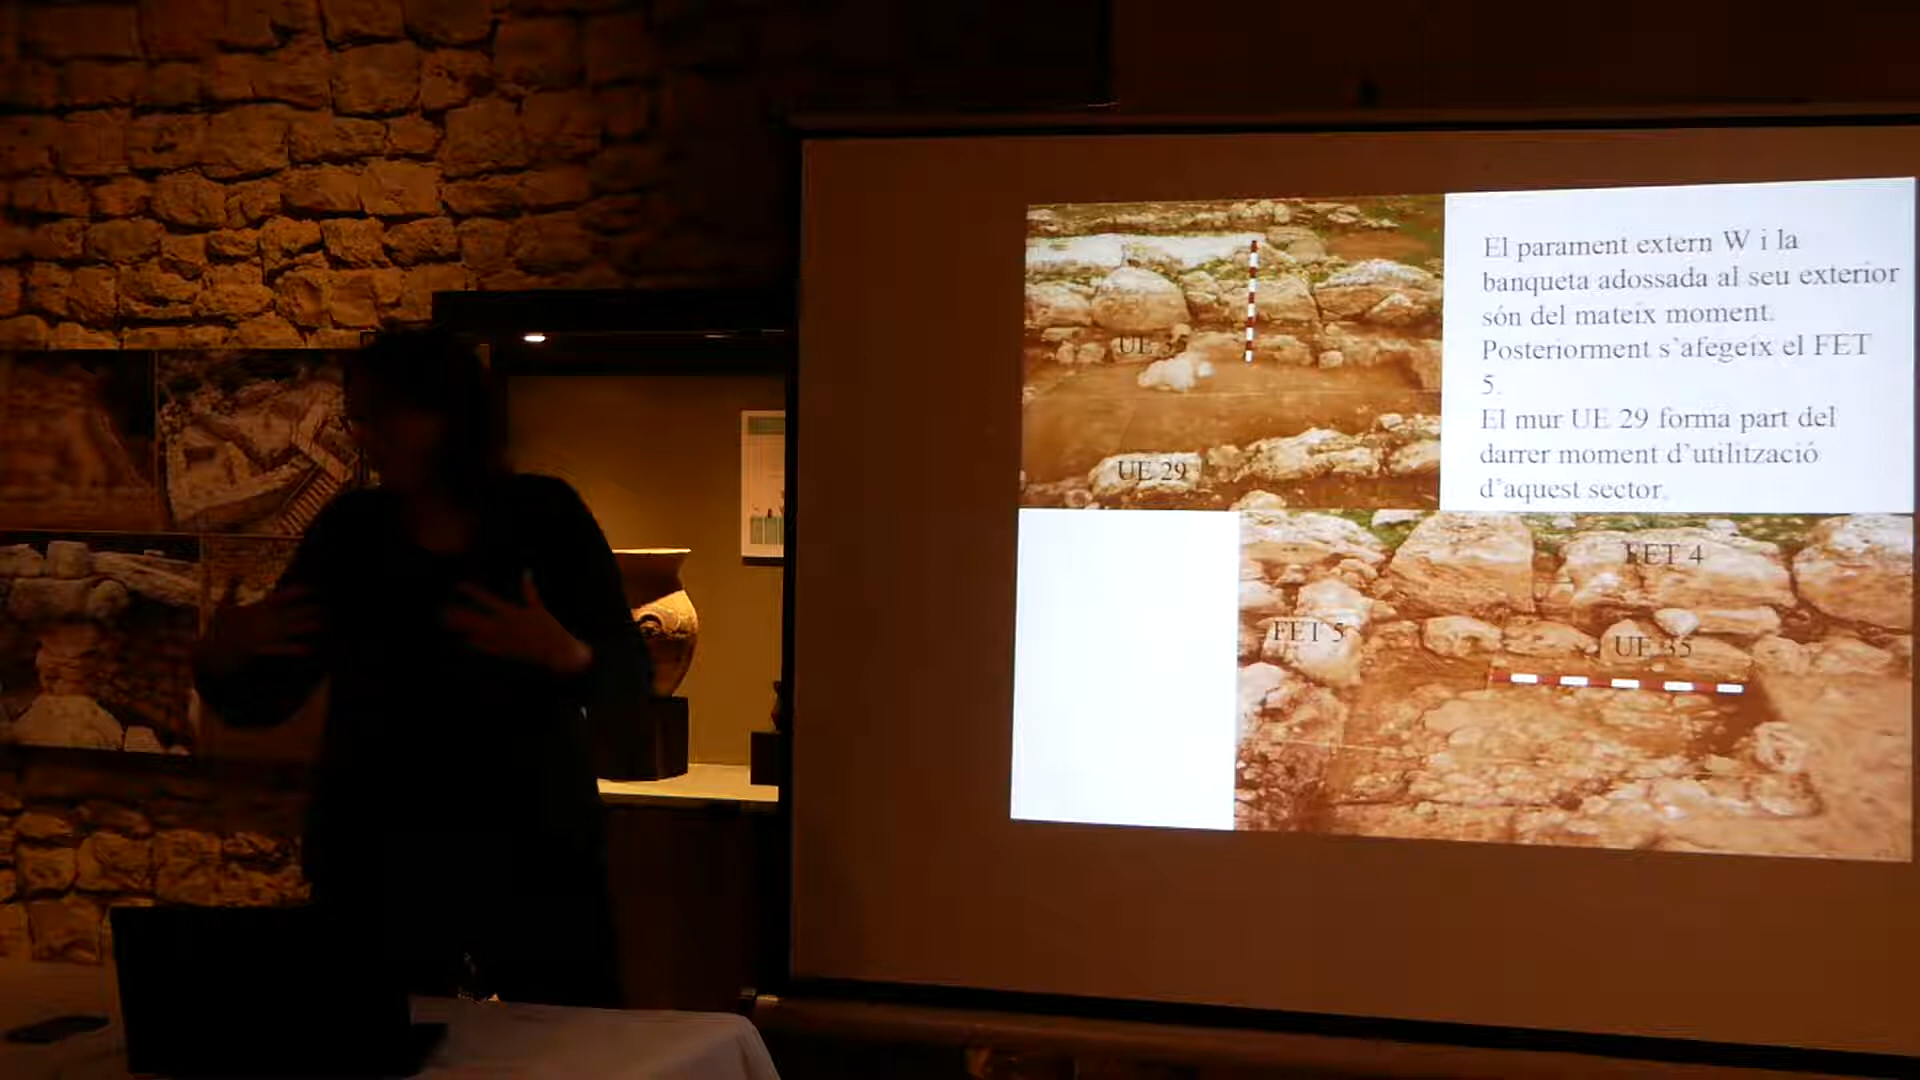 El parament extern W i la
banqueta adossada al seu exterior
són del mateix moment.
Posteriorment s'afegeix el FET
5.
El mur UE 29 forma part del
darrer moment d'utilització
d'aquest sector.
UE 35
UE 29
FET 4
FET 5
UE 35